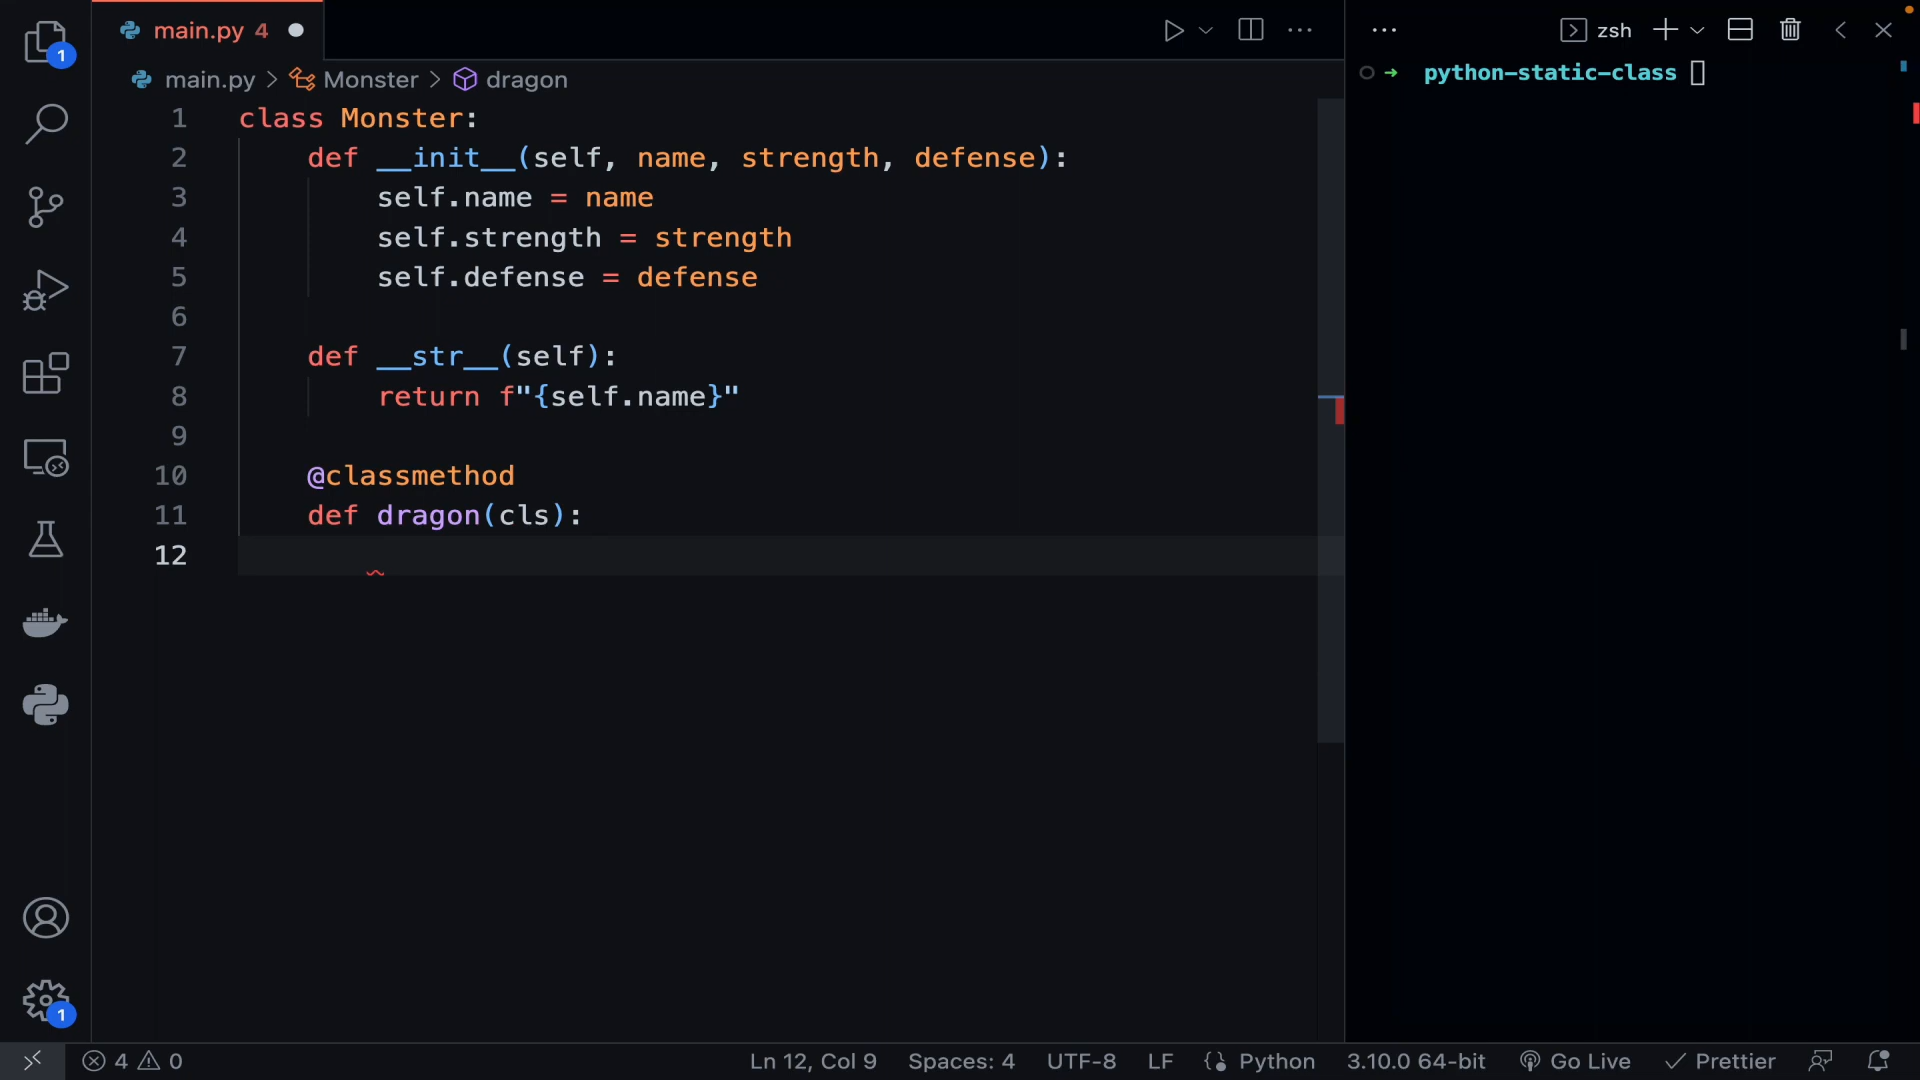 1
main.py 4
main.py > Monster > dragon
1 class Monster:
2 def __init__(self, name, strength, defense):
3 self.name = name
4 self.strength = strength
5 self.defense = defense
6
7 def __str__(self):
8 return f"{self.name}"
9
10 @classmethod
11 def dragon(cls):
12
zsh
python-static-class
1
4 0 Ln 12, Col 9 Spaces: 4 UTF-8 LF Python 3.10.0 64-bit Go Live Prettier